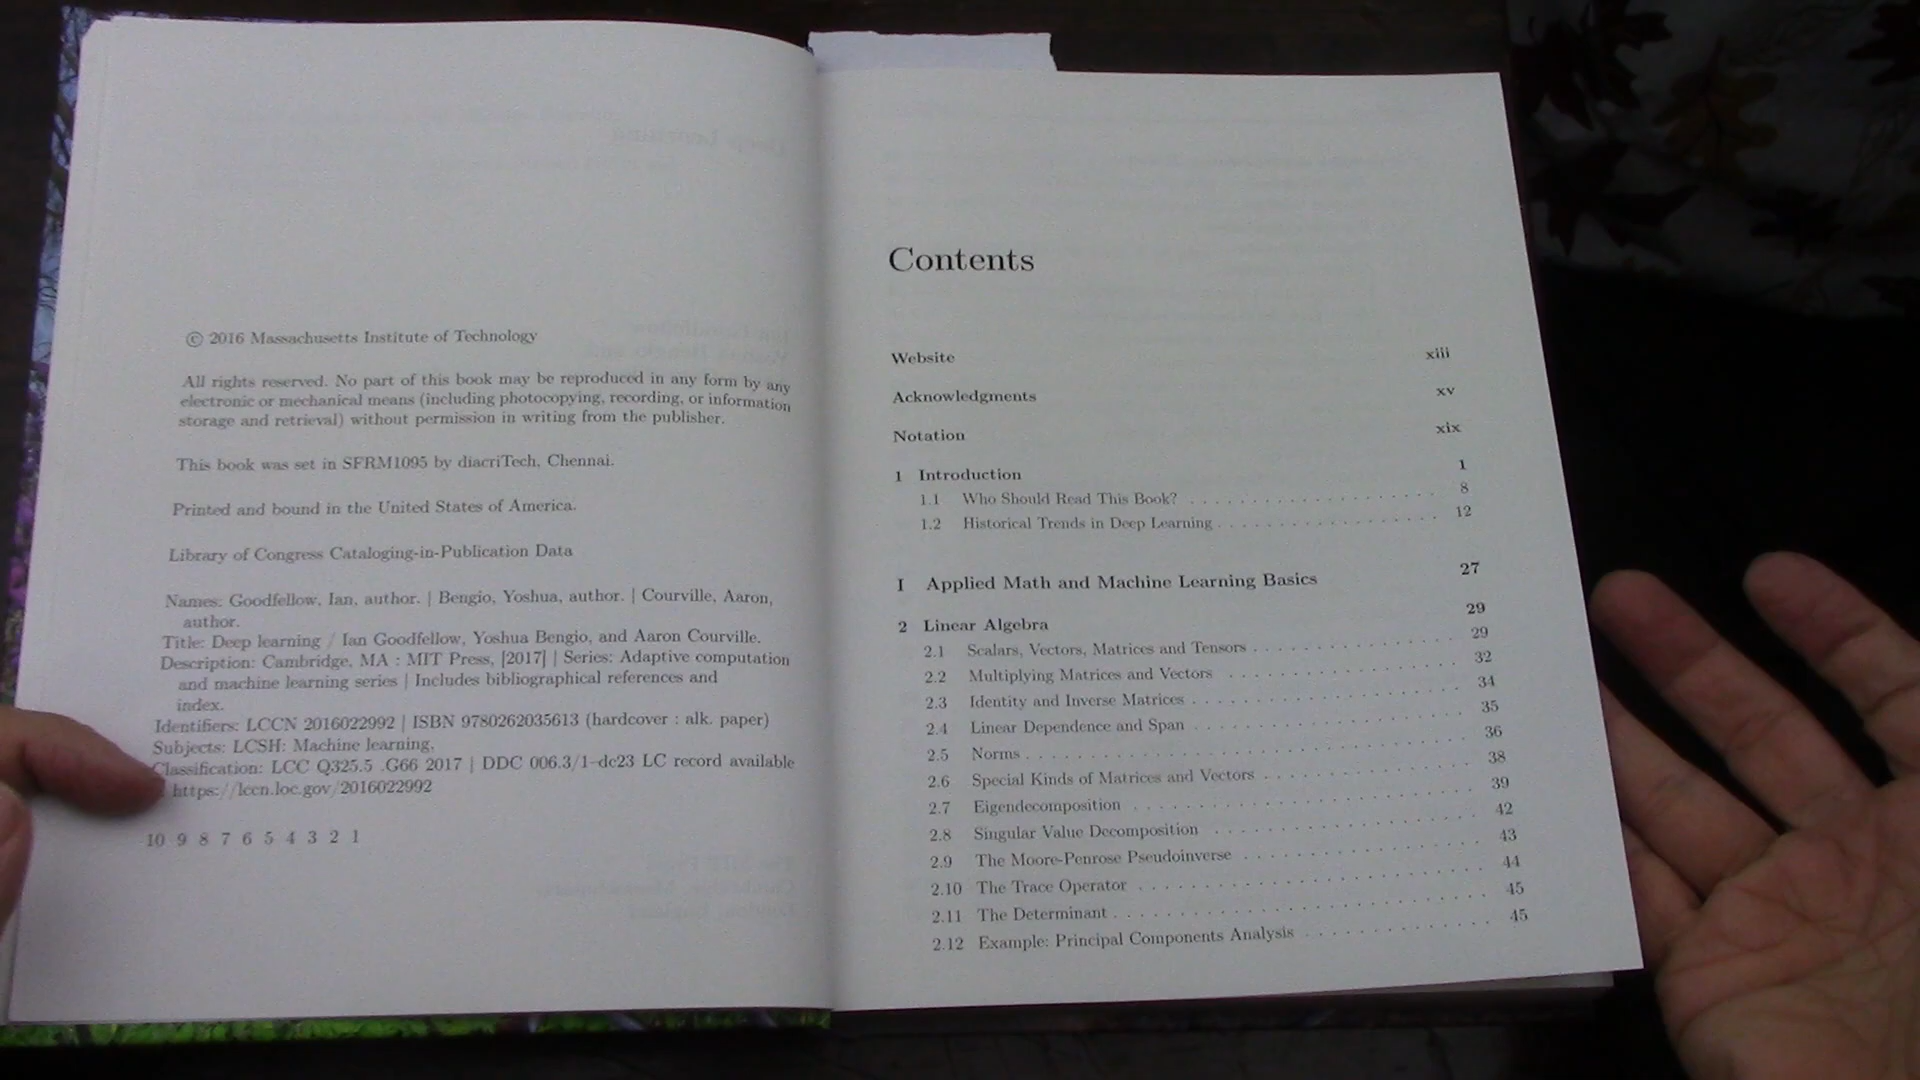 © 2016 Massachusetts Institute of Technology
All rights reserved. No part of this book may be reproduced in any form by any
electronic or mechanical means (including photocopying, recording, or information
storage and retrieval) without permission in writing from the publisher.
This book was set in SFRM1095 by diacriTech, Chennai.
Printed and bound in the United States of America.
Library of Congress Cataloging-in-Publication Data
Names: Goodfellow, Ian, author. | Bengio, Yoshua, author. | Courville, Aaron,
author.
Title: Deep learning / Ian Goodfellow, Yoshua Bengio, and Aaron Courville.
Description: Cambridge, MA : MIT Press, [2017] | Series: Adaptive computation
and machine learning series | Includes bibliographical references and
index.
Identifiers: LCCN 2016022992 | ISBN 9780262035613 (hardcover : alk. paper)
Subjects: LCSH: Machine learning.
Classification: LCC Q325.5 .G66 2017 | DDC 006.3/1–dc23 LC record available
https://lccn.loc.gov/2016022992
10 9 8 7 6 5 4 3 2 1
Contents
Website xiii
Acknowledgments xv
Notation xix
1 Introduction 1
1.1 Who Should Read This Book? 8
1.2 Historical Trends in Deep Learning 12
I Applied Math and Machine Learning Basics 27
2 Linear Algebra 29
2.1 Scalars, Vectors, Matrices and Tensors 29
2.2 Multiplying Matrices and Vectors 32
2.3 Identity and Inverse Matrices 34
2.4 Linear Dependence and Span 35
2.5 Norms 36
2.6 Special Kinds of Matrices and Vectors 38
2.7 Eigendecomposition 39
2.8 Singular Value Decomposition 42
2.9 The Moore-Penrose Pseudoinverse 43
2.10 The Trace Operator 44
2.11 The Determinant 45
2.12 Example: Principal Components Analysis 45